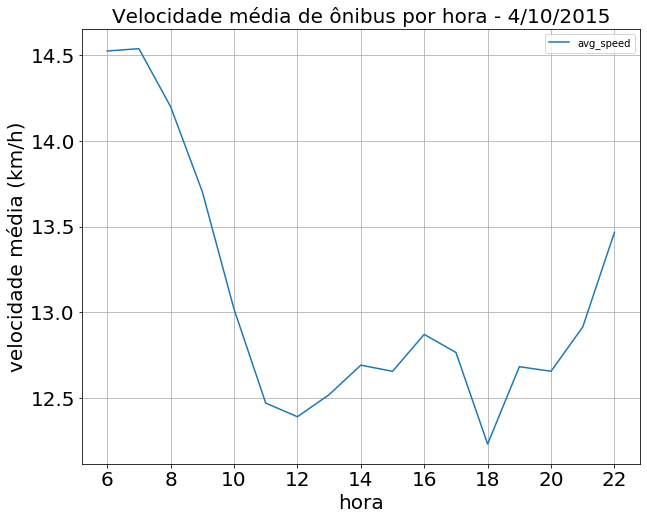 Velocidade média de ônibus por hora - 4/10/2015
avg_speed
velocidade média (km/h)
14.5
14.0
13.5
13.0
12.5
6 8 10 12 14 16 18 20 22
hora